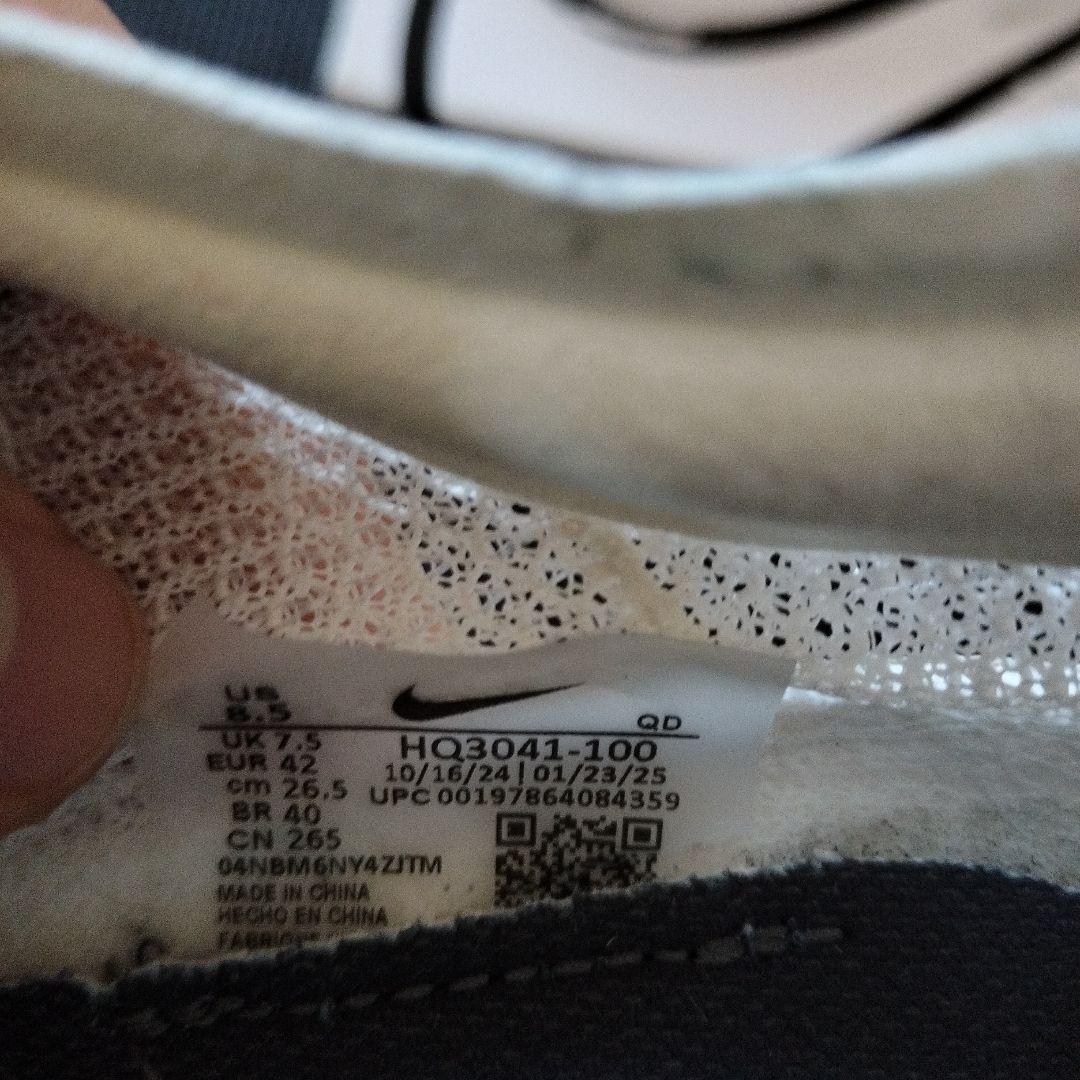 US
8.5
QD
UK 7.5
HQ3041-100
EUR 42
10/16/24 | 01/23/25
cm 26.5
UPC 00197864084359
BR 40
CN 265
04NBM6NY4ZJTM
MADE IN CHINA
HECHO EN CHINA